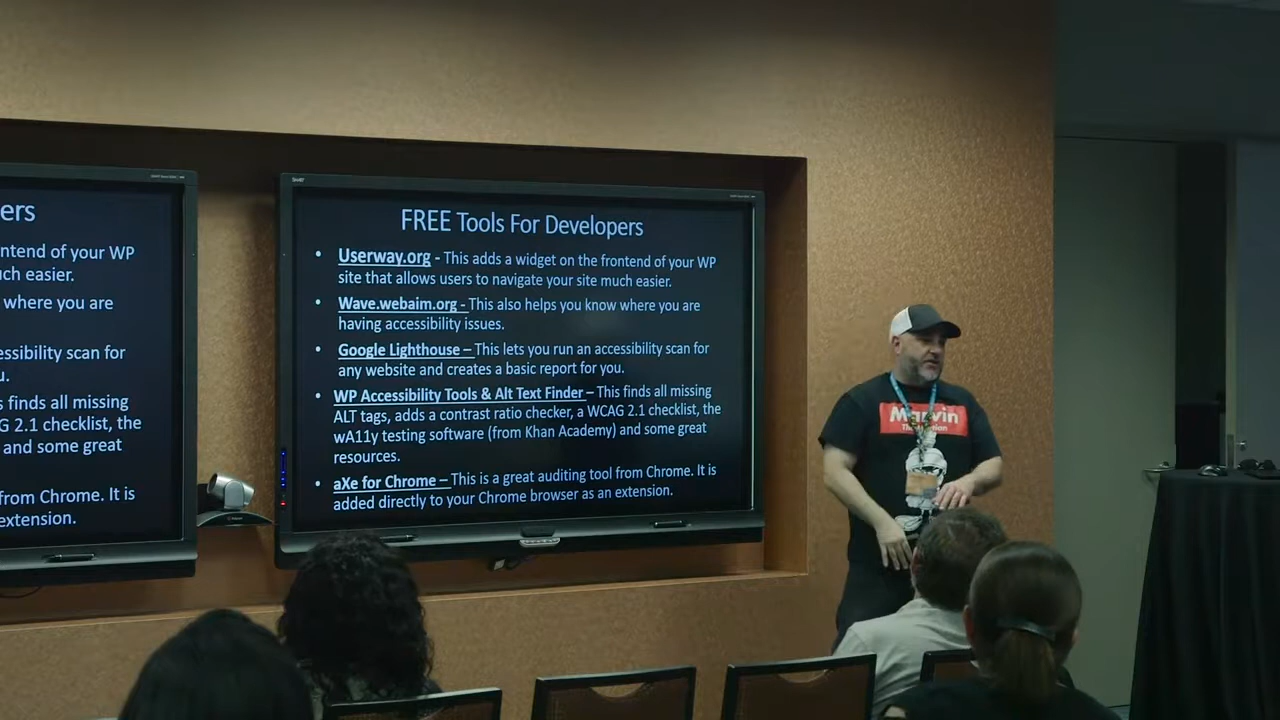 ers
ntend of your WP
uch easier.
where you are
essibility scan for
u.
s finds all missing
G 2.1 checklist, the
and some great
from Chrome. It is
extension.
FREE Tools For Developers
• Userway.org - This adds a widget on the frontend of your WP
site that allows users to navigate your site much easier.
• Wave.webaim.org - This also helps you know where you are
having accessibility issues.
• Google Lighthouse – This lets you run an accessibility scan for
any website and creates a basic report for you.
• WP Accessibility Tools & Alt Text Finder – This finds all missing
ALT tags, adds a contrast ratio checker, a WCAG 2.1 checklist, the
wA11y testing software (from Khan Academy) and some great
resources.
• aXe for Chrome – This is a great auditing tool from Chrome. It is
added directly to your Chrome browser as an extension.
Marvin